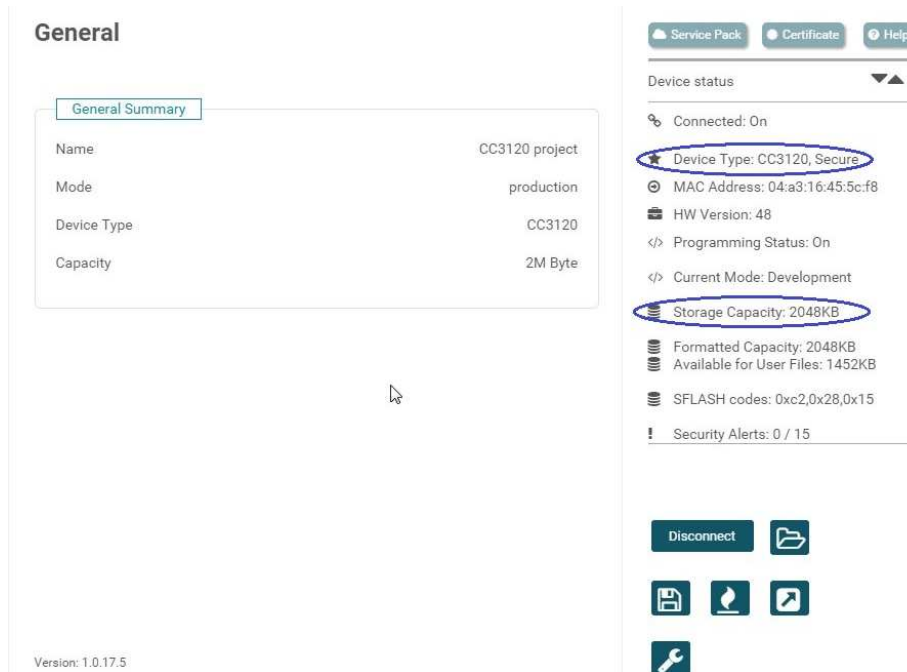 General
General Summary
Name CC3120 project
Mode production
Device Type CC3120
Capacity 2M Byte
Version: 1.0.17.5
Service Pack Certificate Help
Device status
Connected: On
Device Type: CC3120, Secure
MAC Address: 04:a3:16:45:5c:f8
HW Version: 48
</> Programming Status: On
</> Current Mode: Development
Storage Capacity: 2048KB
Formatted Capacity: 2048KB
Available for User Files: 1452KB
SFLASH codes: 0xc2,0x28,0x15
! Security Alerts: 0 / 15
Disconnect